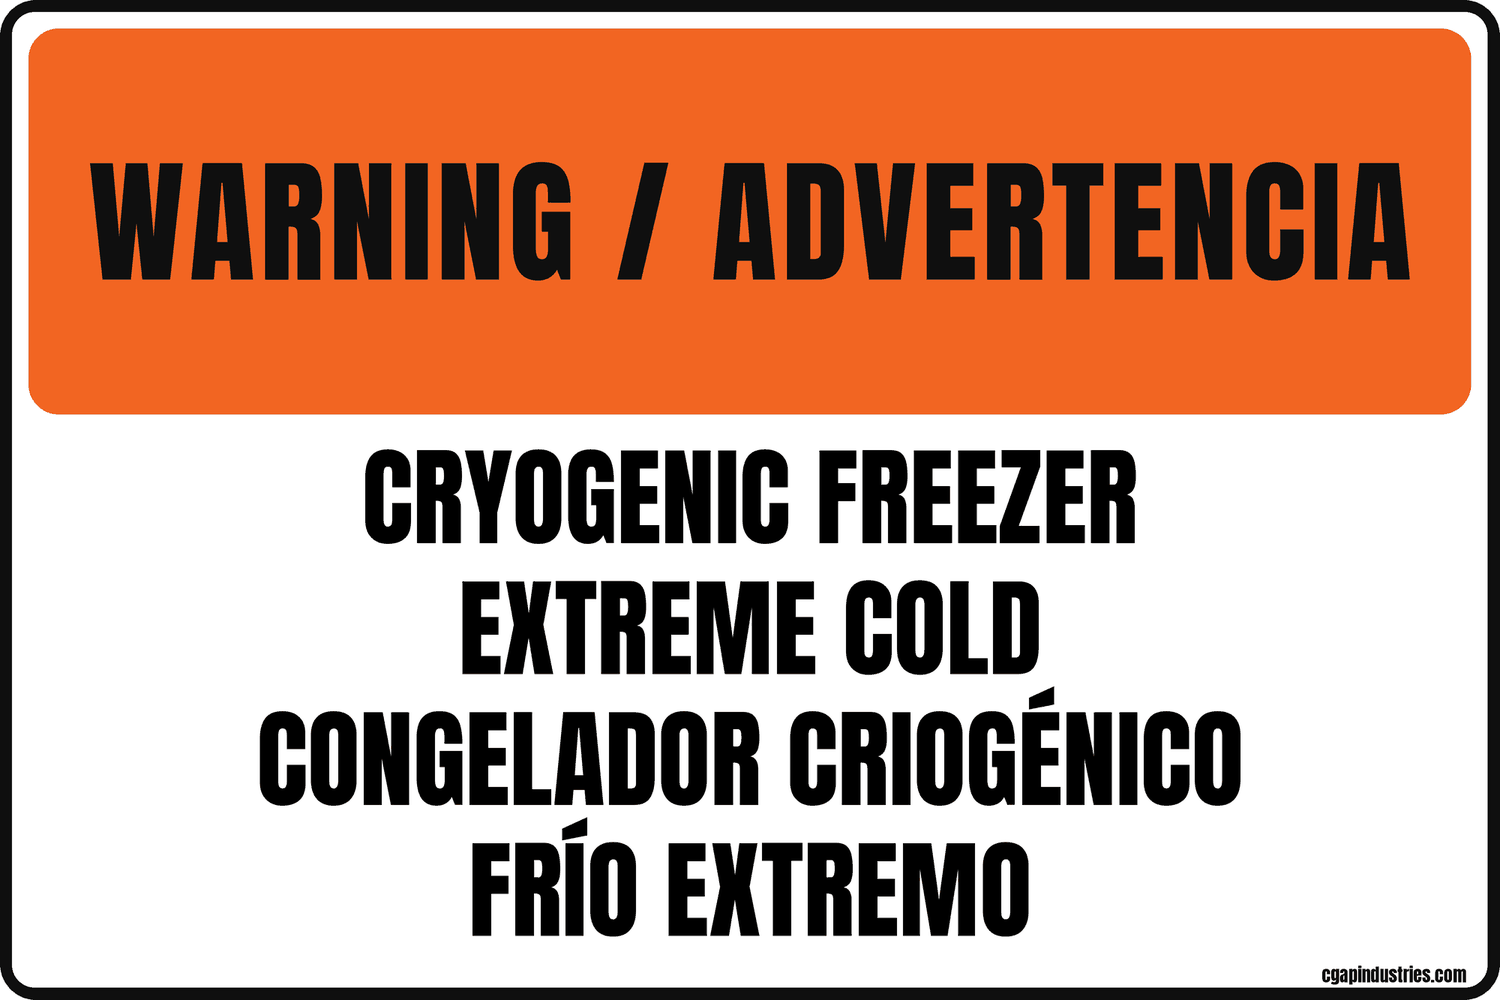 WARNING / ADVERTENCIA
CRYOGENIC FREEZER
EXTREME COLD
CONGELADOR CRIOGÉNICO
FRÍO EXTREMO
cgapindustries.com